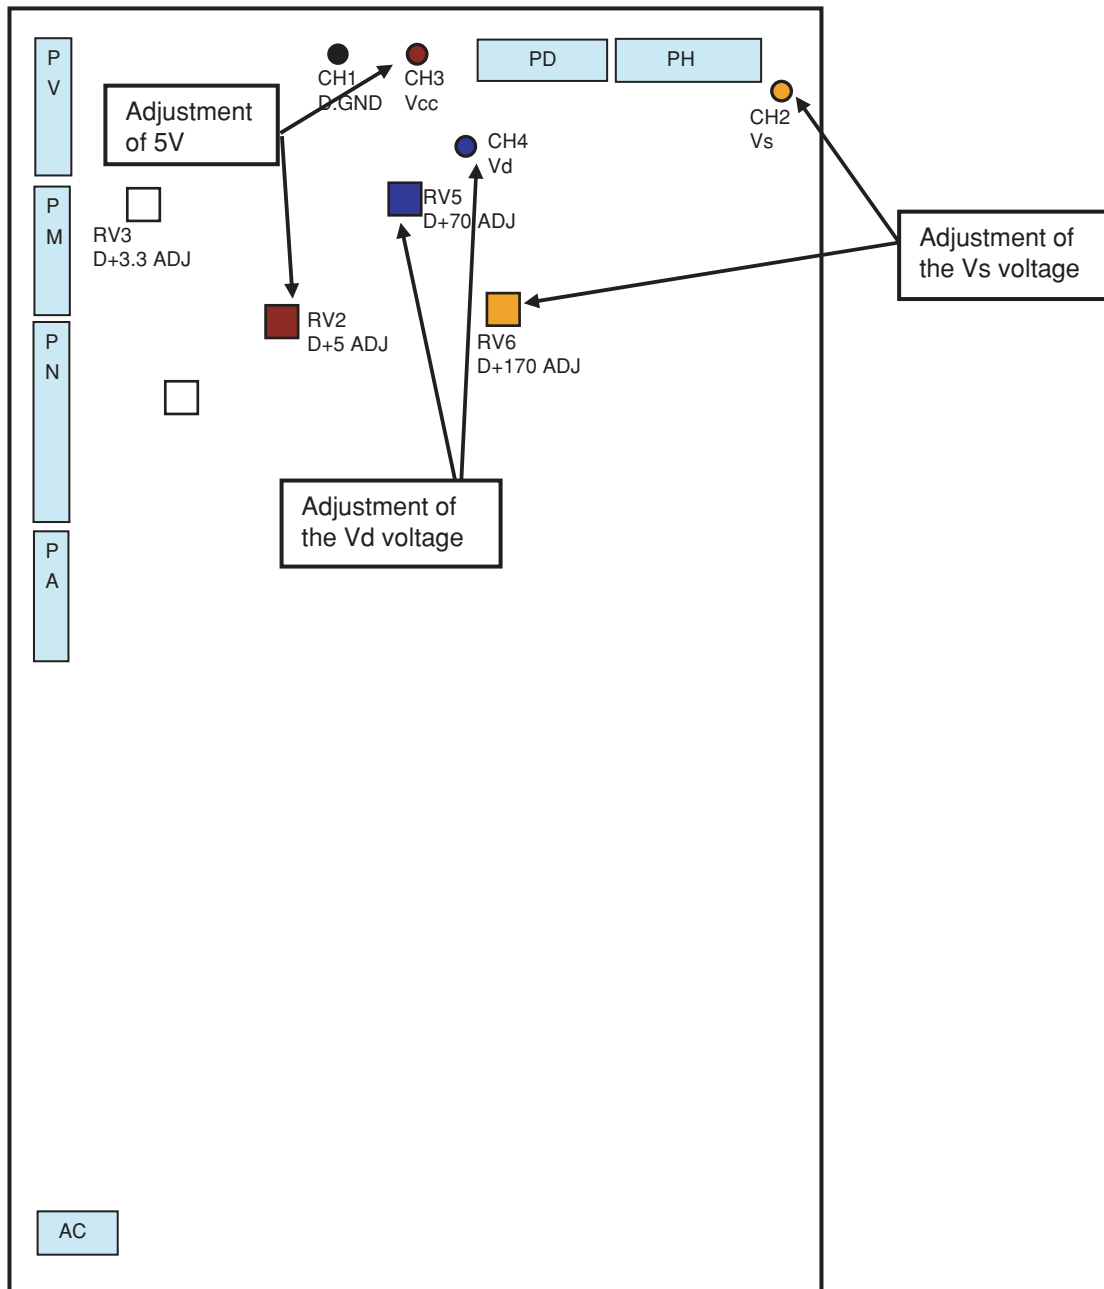 P
V
CH1
D.GND
CH3
Vcc
PD
PH
CH2
Vs
Adjustment
of 5V
CH4
Vd
P
M
RV3
D+3.3 ADJ
RV5
D+70 ADJ
Adjustment of
the Vs voltage
P
N
RV2
D+5 ADJ
RV6
D+170 ADJ
Adjustment of
the Vd voltage
P
A
AC